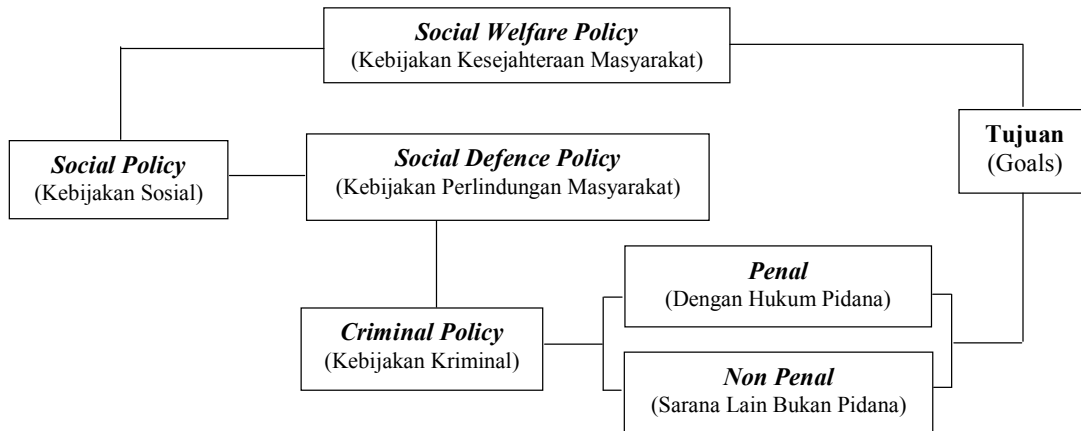 Social Welfare Policy
(Kebijakan Kesejahteraan Masyarakat)
Social Policy
(Kebijakan Sosial)
Social Defence Policy
(Kebijakan Perlindungan Masyarakat)
Tujuan
(Goals)
Criminal Policy
(Kebijakan Kriminal)
Penal
(Dengan Hukum Pidana)
Non Penal
(Sarana Lain Bukan Pidana)